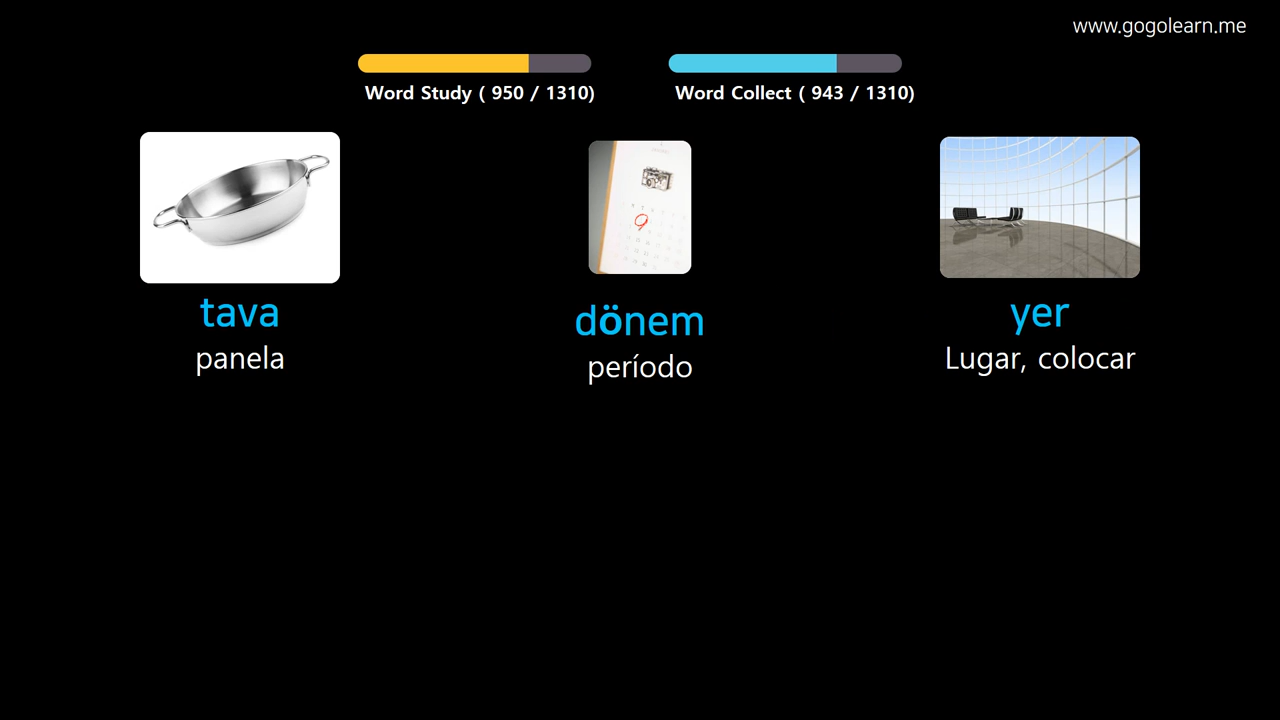 www.gogolearn.me
Word Study ( 950 / 1310)
Word Collect ( 943 / 1310)
tava
panela
dönem
período
yer
Lugar, colocar